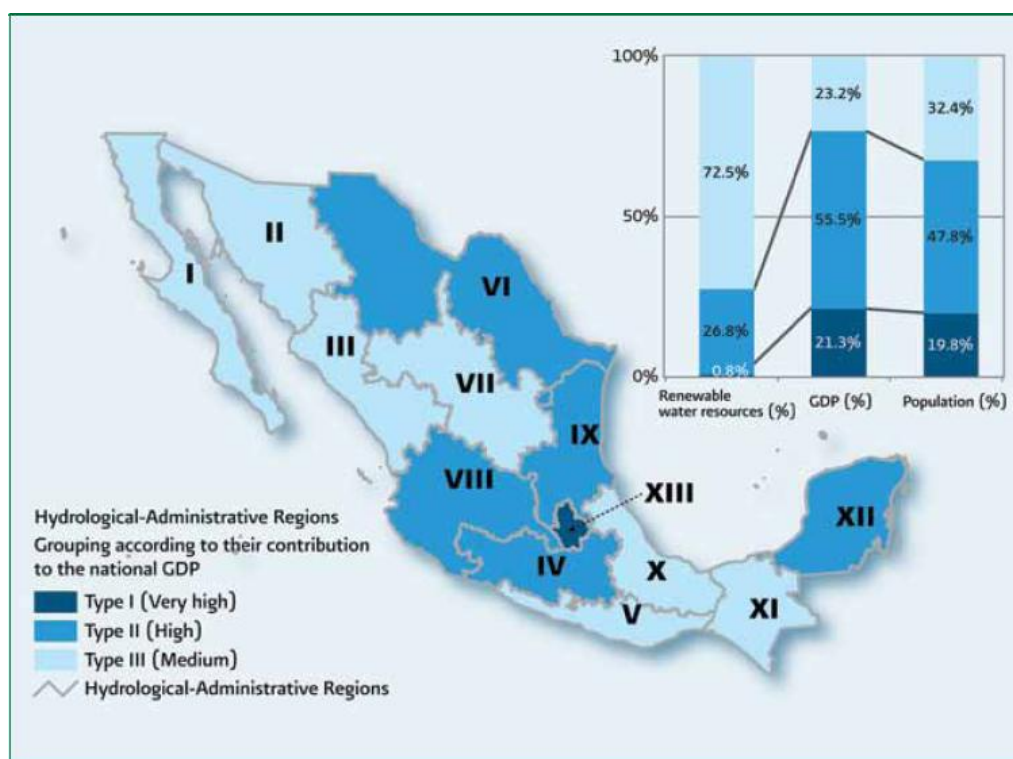 100%
23.2%
32.4%
72.5%
50%
55.5%
47.8%
26.8%
21.3%
19.8%
0.8%
0%
Renewable
water resources (%)
GDP (%)
Population (%)
I
II
III
VI
VII
IX
VIII
XIII
XII
IV
X
V
XI
Hydrological-Administrative Regions
Grouping according to their contribution
to the national GDP
Type I (Very high)
Type II (High)
Type III (Medium)
Hydrological-Administrative Regions